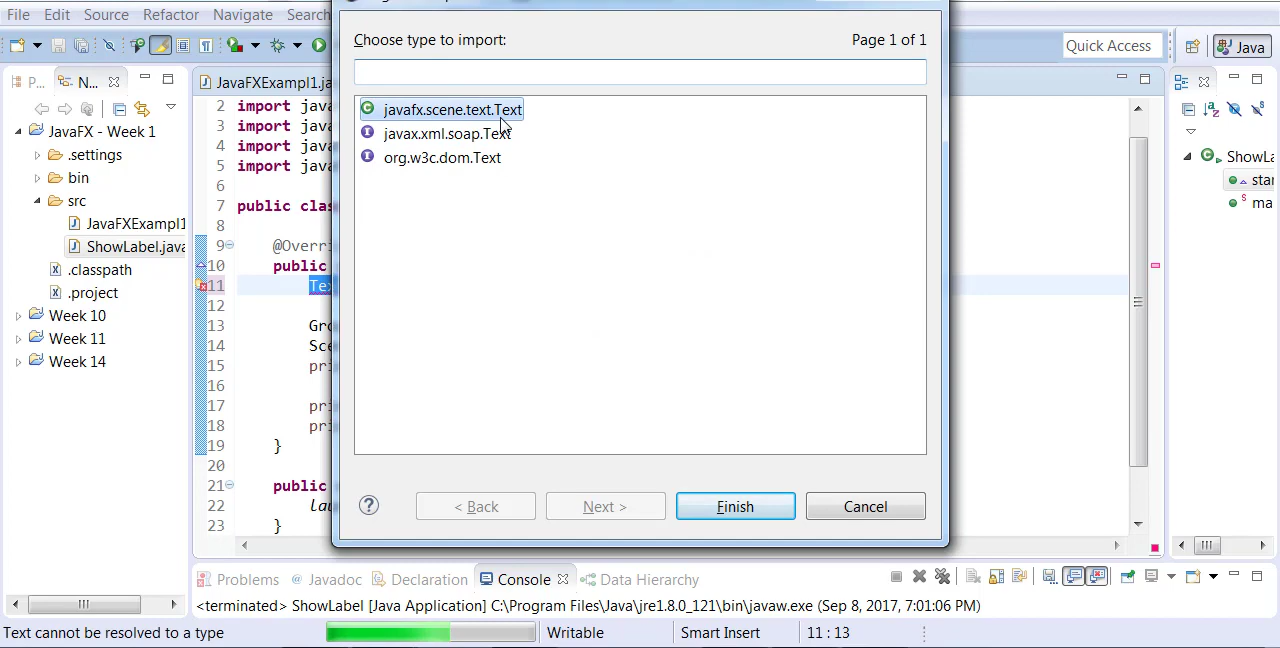 File Edit Source Refactor Navigate Search
Quick Access
Java
P...
N...
JavaFX - Week 1
.settings
bin
src
JavaFXExampl1
ShowLabel.java
.classpath
.project
Week 10
Week 11
Week 14
JavaFXExampl1.ja
2 import java
3 import java
4 import java
5 import java
6
7 public clas
8
9 @Overri
10 public
11 Tex
12
13 Gro
14 Sce
15 pri
16
17 pri
18 pri
19 }
20
21 public
22 lau
23 }
Choose type to import:
Page 1 of 1
javafx.scene.text.Text
javax.xml.soap.Text
org.w3c.dom.Text
< Back
Next >
Finish
Cancel
ShowLa
star
ma
Problems @ Javadoc Declaration Console Data Hierarchy
<terminated> ShowLabel [Java Application] C:\Program Files\Java\jre1.8.0_121\bin\javaw.exe (Sep 8, 2017, 7:01:06 PM)
Text cannot be resolved to a type
Writable
Smart Insert
11 : 13